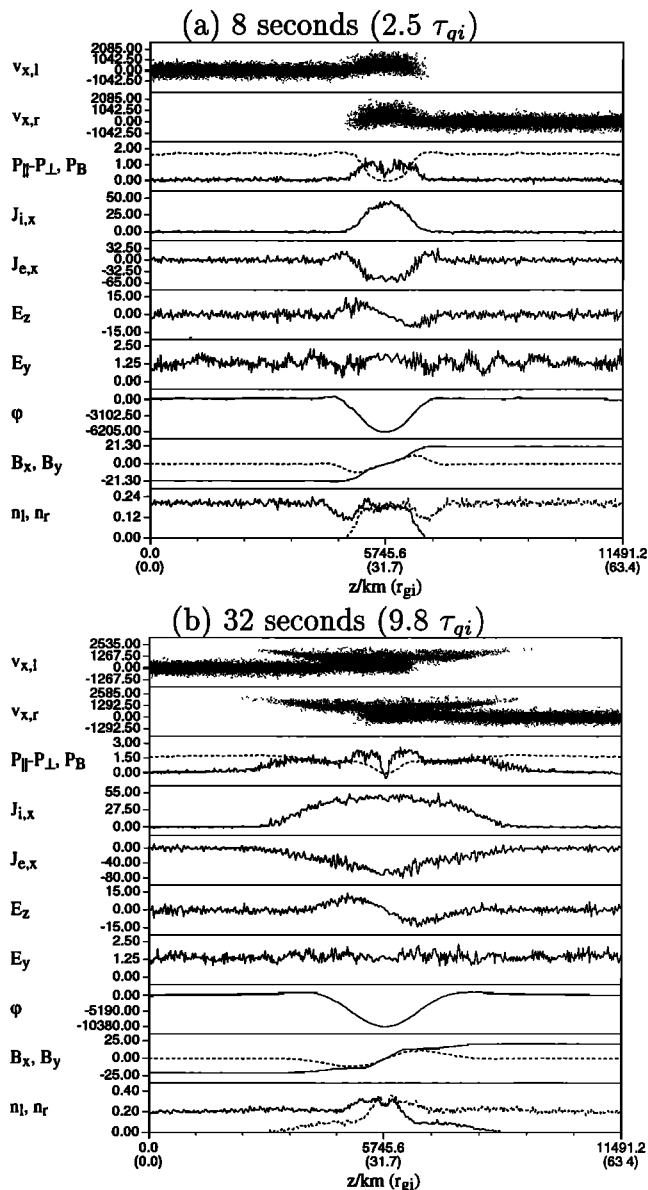 (a) 8 seconds (2.5 τgi)
2085.00
1042.50
0.00
-1042.50
vx,l
2085.00
1042.50
0.00
-1042.50
vx,r
2.00
1.00
0.00
P∥-P⊥, PB
50.00
25.00
0.00
Ji,x
32.50
0.00
-32.50
-65.00
Je,x
15.00
0.00
-15.00
Ez
2.50
1.25
0.00
Ey
0.00
-3102.50
-6205.00
φ
21.30
0.00
-21.30
Bx, By
0.24
0.12
0.00
nl, nr
0.0 5745.6 11491.2
(0.0) (31.7) (63.4)
z/km (rgi)
(b) 32 seconds (9.8 τgi)
2535.00
1267.50
0.00
-1267.50
vx,l
2585.00
1292.50
0.00
-1292.50
vx,r
3.00
1.50
0.00
P∥-P⊥, PB
55.00
27.50
0.00
Ji,x
0.00
-40.00
-80.00
Je,x
15.00
0.00
-15.00
Ez
2.50
1.25
0.00
Ey
0.00
-5190.00
-10380.00
φ
25.00
0.00
-25.00
Bx, By
0.40
0.20
0.00
nl, nr
0.0 5745.6 11491.2
(0.0) (31.7) (63 4)
z/km (rgi)